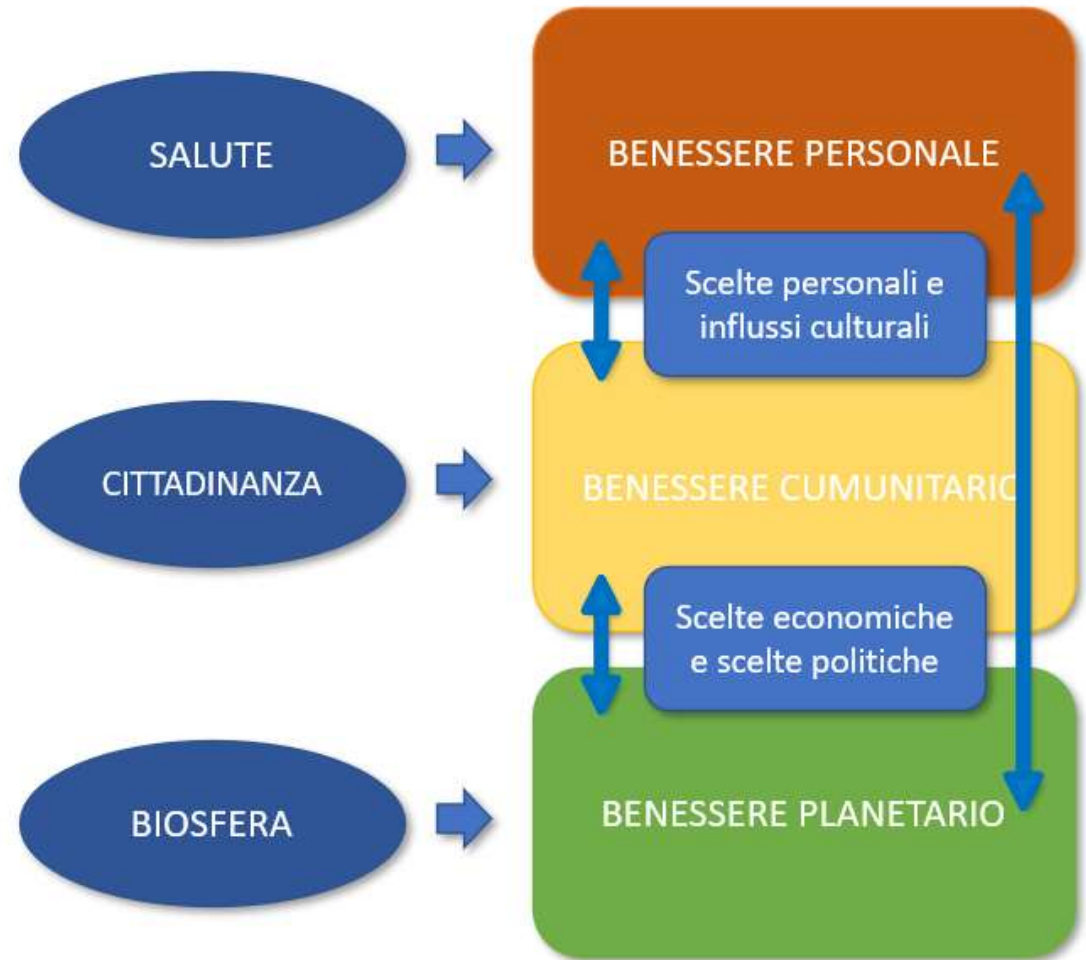 SALUTE
BENESSERE PERSONALE
Scelte personali e
influssi culturali
CITTADINANZA
BENESSERE CUMUNITARIO
Scelte economiche
e scelte politiche
BIOSFERA
BENESSERE PLANETARIO